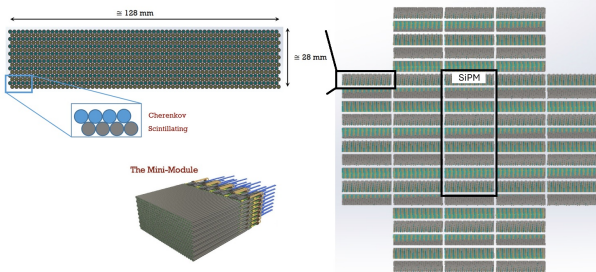 ≅ 128 mm
≅ 28 mm
Cherenkov
Scintillating
The Mini-Module
SiPM